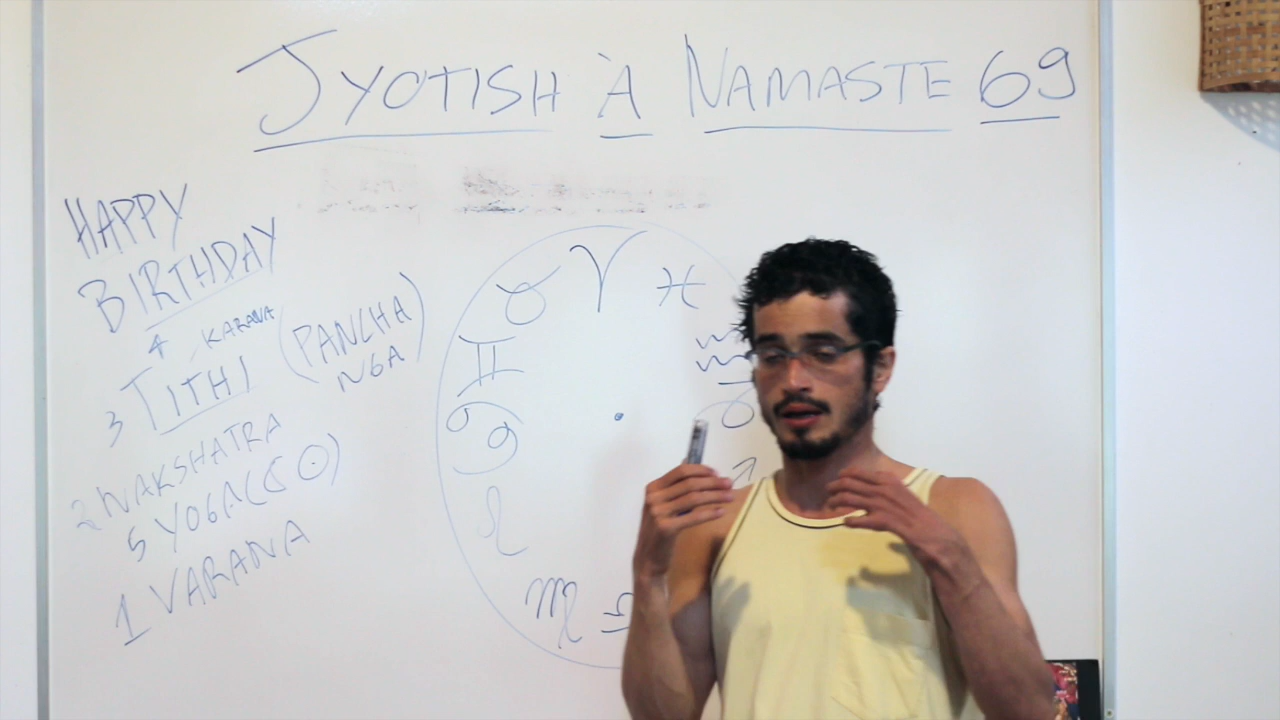 JYOTISH À NAMASTE 69
HAPPY
BIRTHDAY
4 KARANA
3 TITHI (PANCHA
NGA)
2 NAKSHATRA
5 YOGA(☾☉)
1 VARANA
♉ ♈ ♓
♊ ♒
♋
♌
♍ ♎